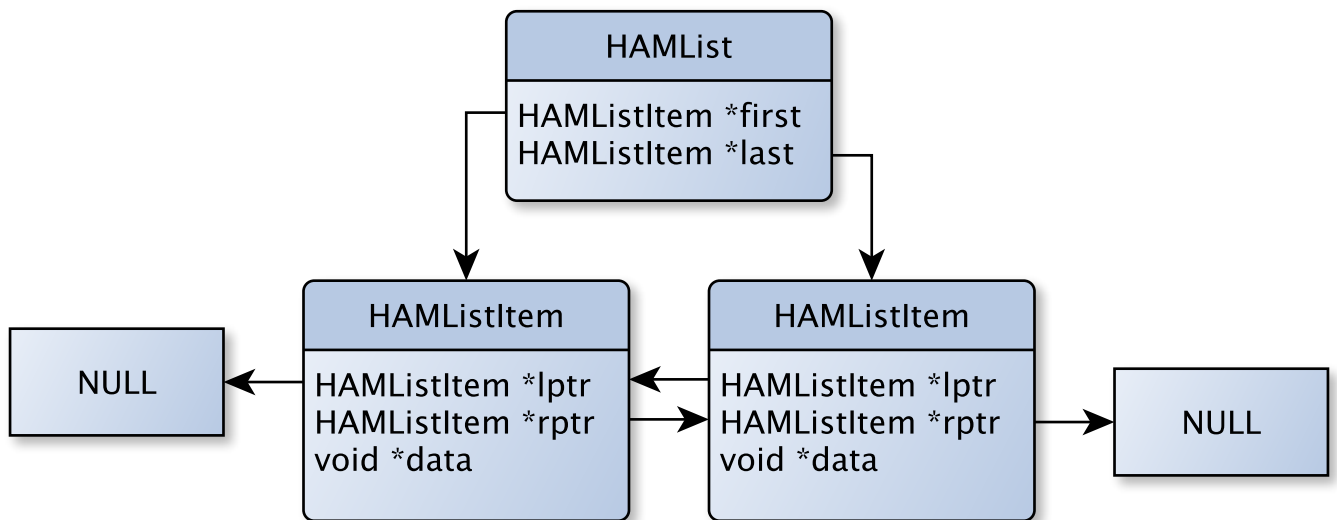 HAMList
HAMListItem *first
HAMListItem *last
HAMListItem
HAMListItem *lptr
HAMListItem *rptr
void *data
HAMListItem
HAMListItem *lptr
HAMListItem *rptr
void *data
NULL
NULL